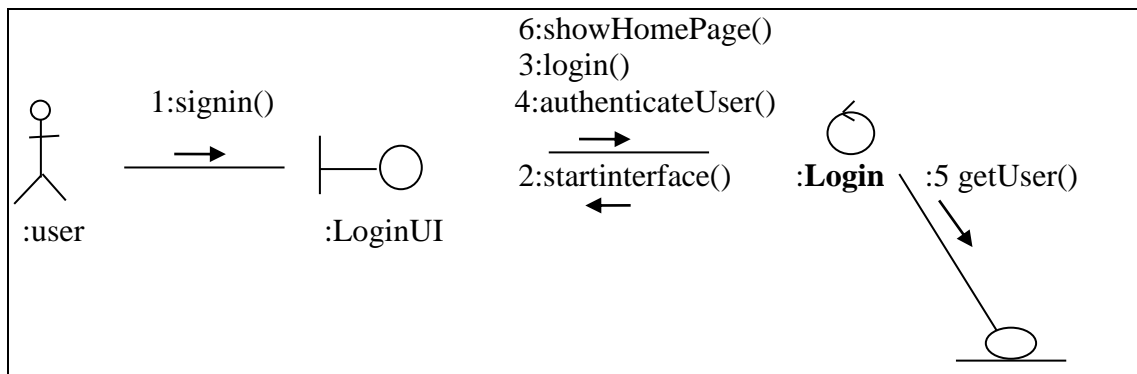 6:showHomePage()
3:login()
1:signin()
4:authenticateUser()
2:startinterface()
:Login
:5 getUser()
:user
:LoginUI